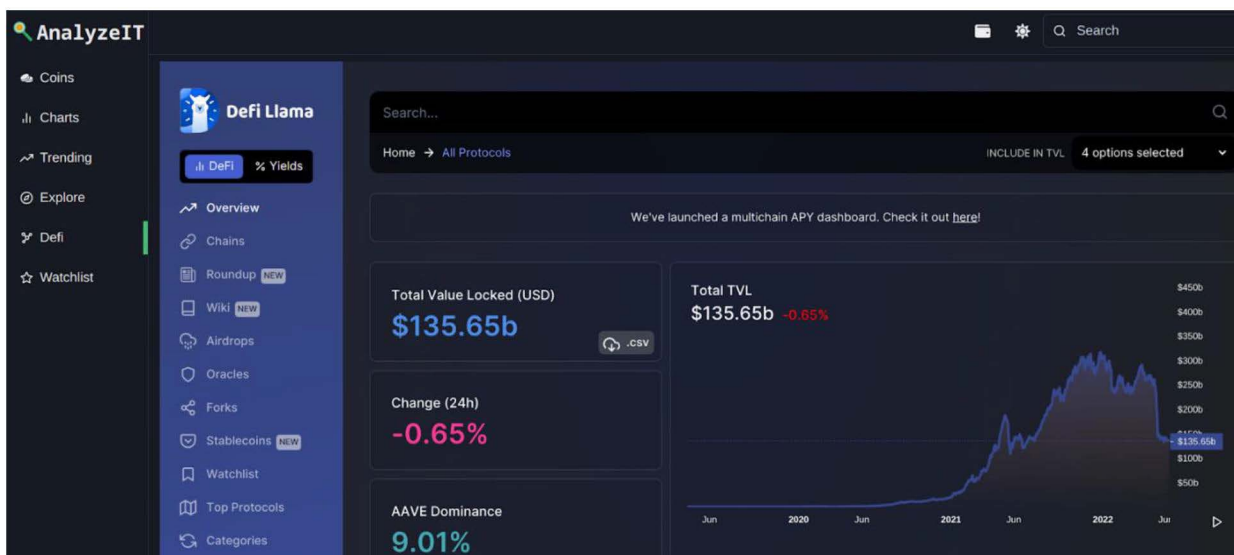 AnalyzeIT
Search
Coins
Charts
Trending
Explore
Defi
Watchlist
Defi Llama
DeFi
% Yields
Overview
Chains
Roundup NEW
Wiki NEW
Airdrops
Oracles
Forks
Stablecoins NEW
Watchlist
Top Protocols
Categories
Search...
Home → All Protocols
INCLUDE IN TVL 4 options selected
We've launched a multichain APY dashboard. Check it out here!
Total Value Locked (USD)
$135.65b
.csv
Change (24h)
-0.65%
AAVE Dominance
9.01%
Total TVL
$135.65b -0.65%
$450b
$400b
$350b
$300b
$250b
$200b
$135.65b
$100b
$50b
Jun 2020 Jun 2021 Jun 2022